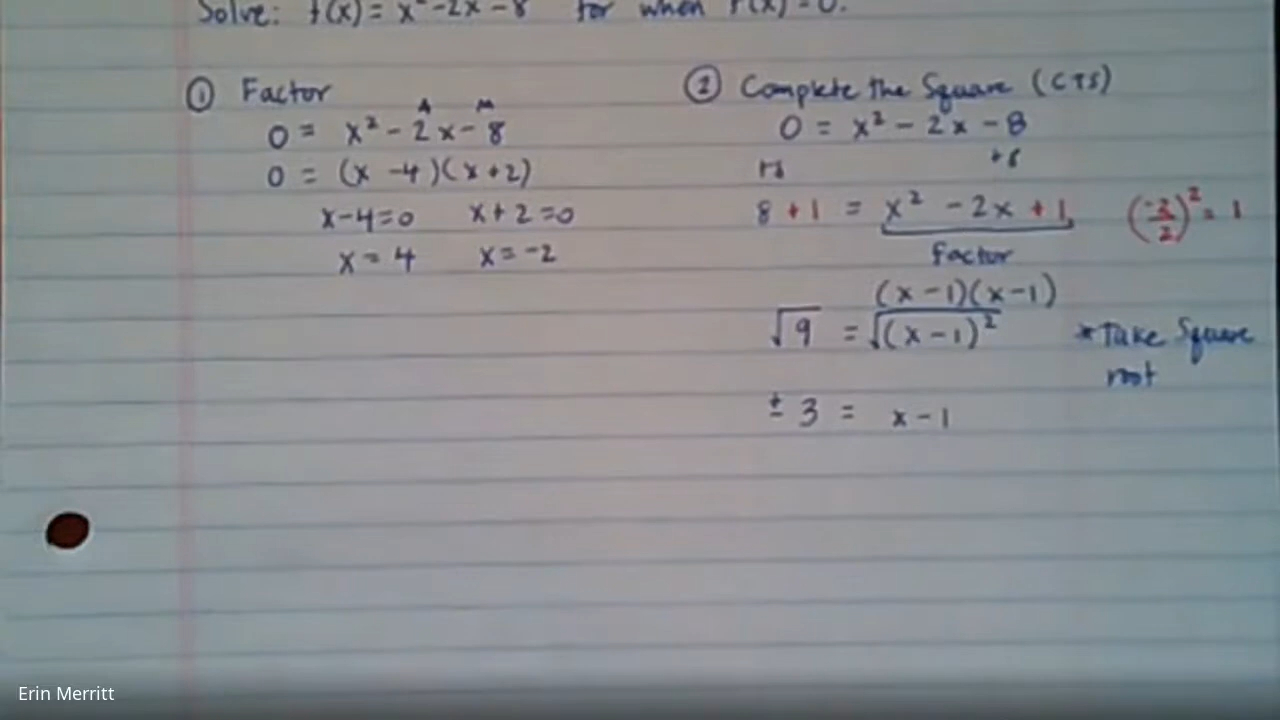 Solve: f(x) = x² - 2x - 8 for when f(x) = 0.
① Factor
A M
0 = x² - 2x - 8
0 = (x - 4)(x + 2)
x - 4 = 0 x + 2 = 0
x = 4 x = -2
② Complete the Square (CTS)
0 = x² - 2x - 8
+8 +8
8 + 1 = x² - 2x + 1 (-2/2)² = 1
factor
(x - 1)(x - 1)
√9 = √(x - 1)² * Take Square
root
± 3 = x - 1
Erin Merritt